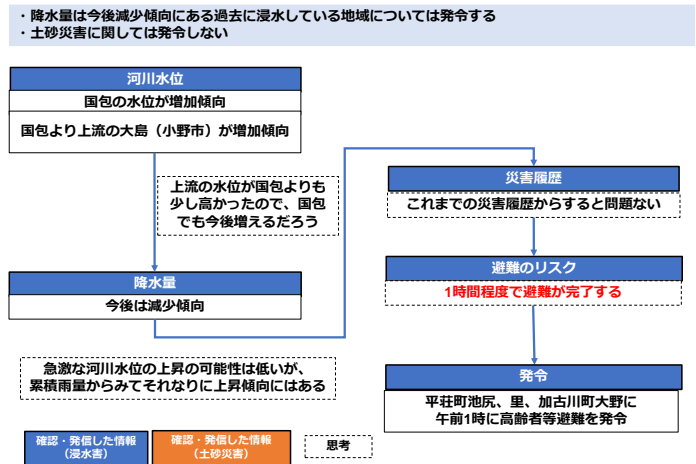 ・降水量は今後減少傾向にある過去に浸水している地域については発令する
・土砂災害に関しては発令しない
河川水位
国包の水位が増加傾向
国包より上流の大島（小野市）が増加傾向
上流の水位が国包よりも
少し高かったので、国包
でも今後増えるだろう
降水量
今後は減少傾向
急激な河川水位の上昇の可能性は低いが、
累積雨量からみてそれなりに上昇傾向にはある
災害履歴
これまでの災害履歴からすると問題ない
避難のリスク
1時間程度で避難が完了する
発令
平荘町池尻、里、加古川町大野に
午前1時に高齢者等避難を発令
確認・発信した情報
（浸水害）
確認・発信した情報
（土砂災害）
思考